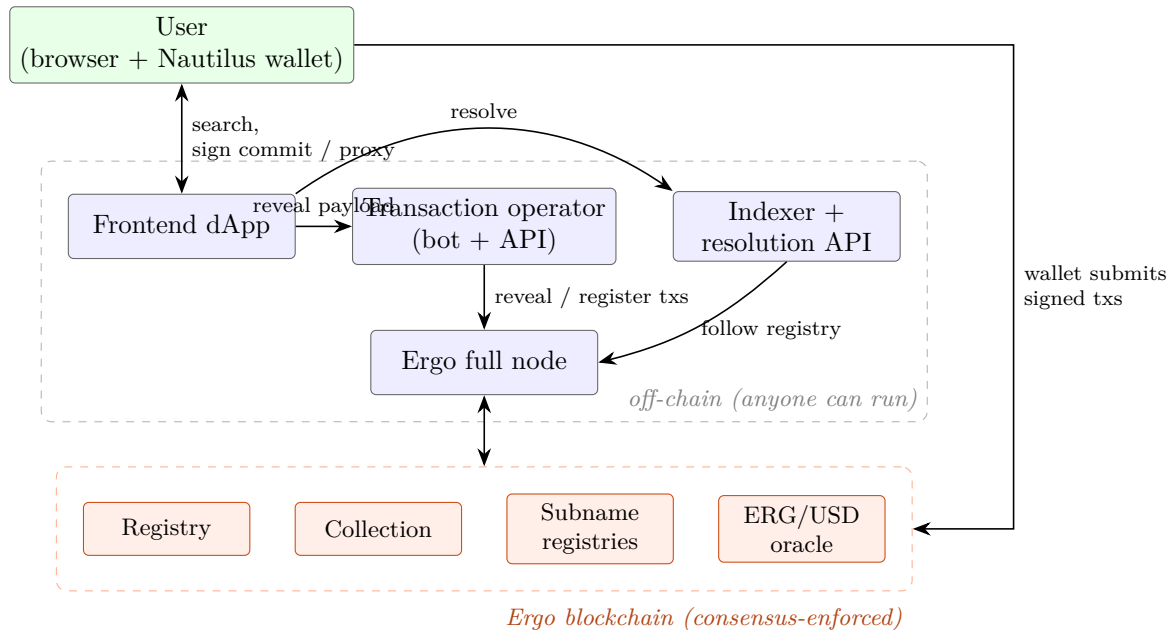 User
(browser + Nautilus wallet)
search,
sign commit / proxy
resolve
Frontend dApp
reveal payload
Transaction operator
(bot + API)
Indexer +
resolution API
reveal / register txs
follow registry
wallet submits
signed txs
Ergo full node
off-chain (anyone can run)
Registry
Collection
Subname
registries
ERG/USD
oracle
Ergo blockchain (consensus-enforced)